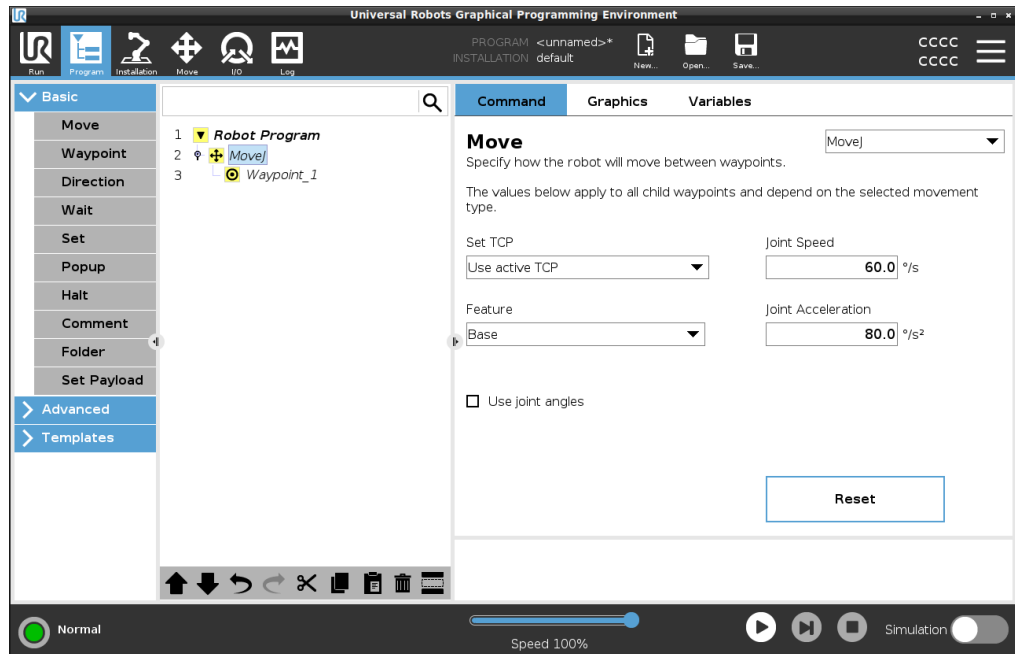 Universal Robots Graphical Programming Environment
Run
Program
Installation
Move
I/O
Log
PROGRAM <unnamed>*
INSTALLATION default
New...
Open...
Save...
CCCC
CCCC
Basic
Move
Waypoint
Direction
Wait
Set
Popup
Halt
Comment
Folder
Set Payload
Advanced
Templates
1 Robot Program
2 MoveJ
3 Waypoint_1
Command Graphics Variables
Move
MoveJ
Specify how the robot will move between waypoints.
The values below apply to all child waypoints and depend on the selected movement
type.
Set TCP
Use active TCP
Joint Speed
60.0 °/s
Feature
Base
Joint Acceleration
80.0 °/s²
Use joint angles
Reset
Normal
Speed 100%
Simulation